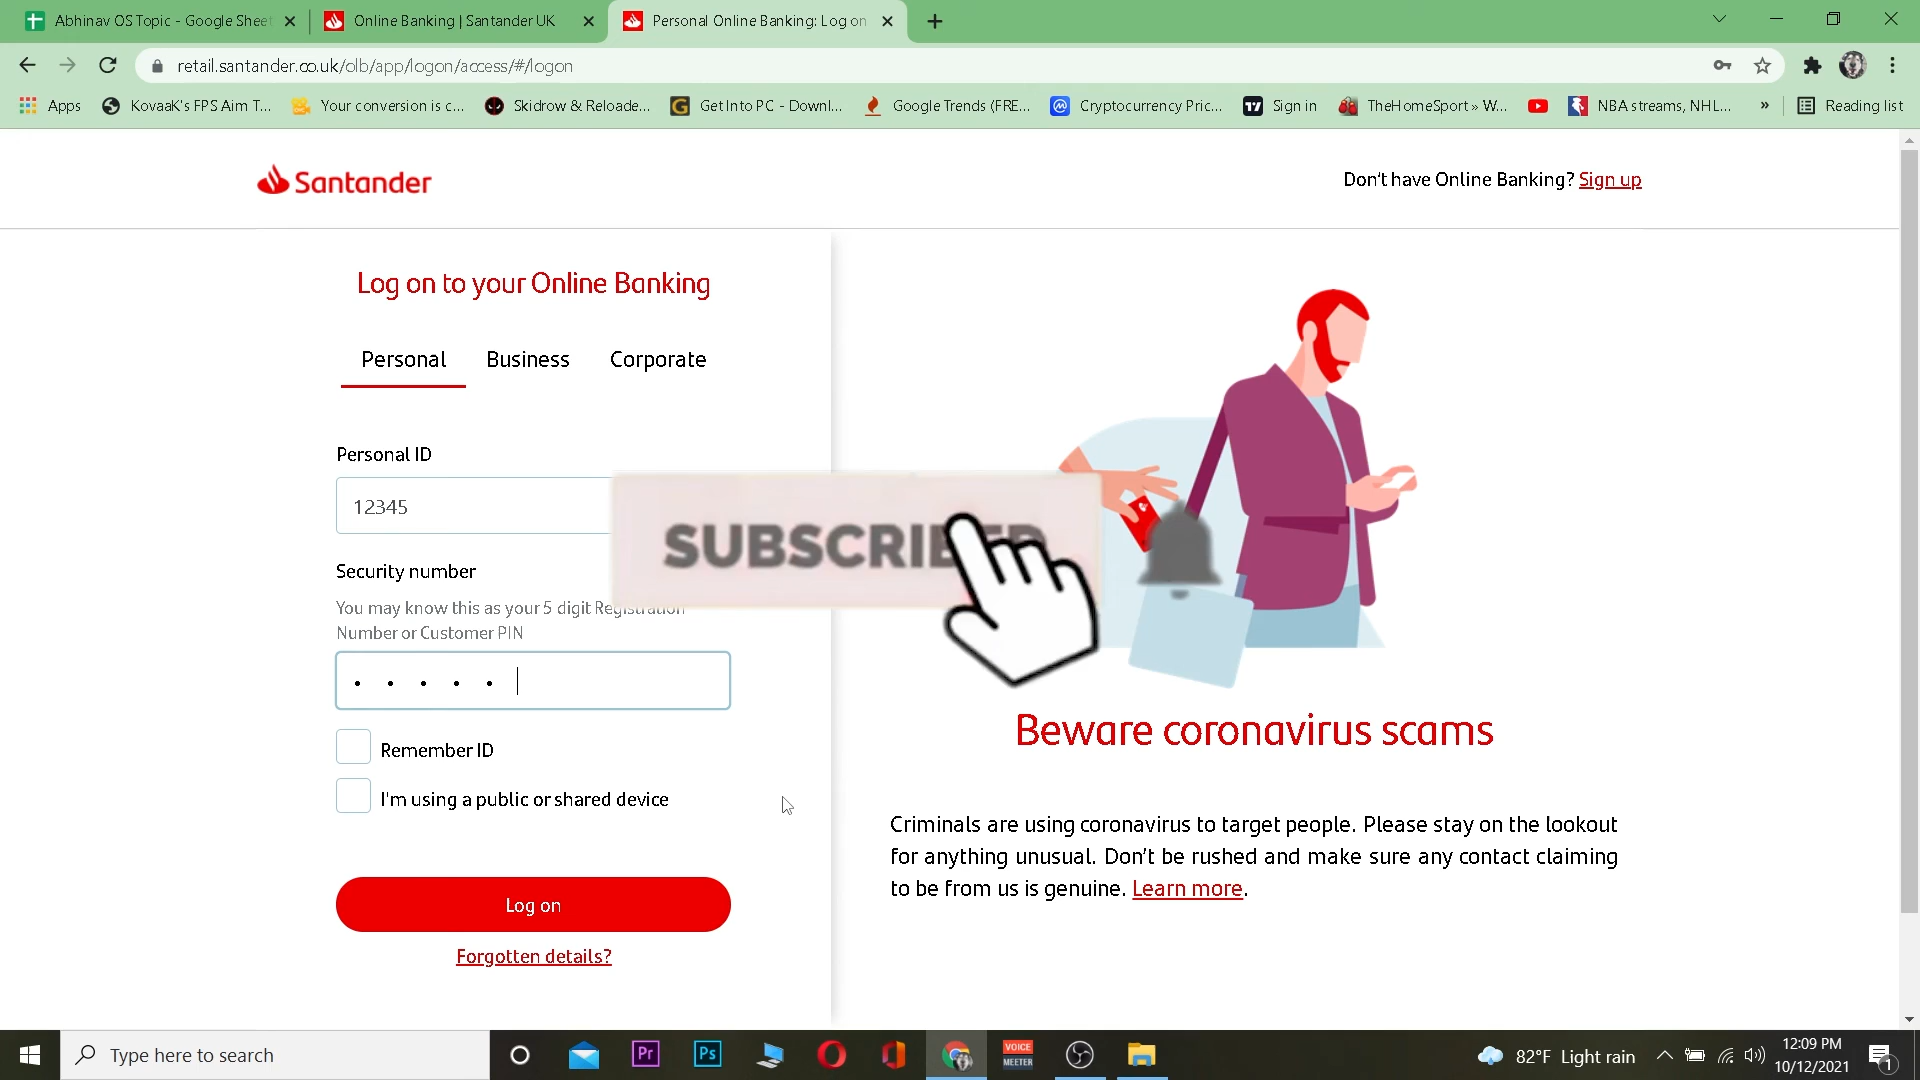 Abhinav OS Topic - Google Sheet
Online Banking | Santander UK
Personal Online Banking: Log on
retail.santander.co.uk/olb/app/logon/access/#/logon
Apps
KovaaK's FPS Aim T...
Your conversion is c...
Skidrow & Reloade...
Get Into PC - Downl...
Google Trends (FRE...
Cryptocurrency Pric...
Sign in
TheHomeSport » W...
NBA streams, NHL...
»
Reading list
Santander
Don't have Online Banking? Sign up
Log on to your Online Banking
Personal
Business
Corporate
Personal ID
12345
SUBSCRIBED
Security number
You may know this as your 5 digit Registration
Number or Customer PIN
Remember ID
I'm using a public or shared device
Log on
Forgotten details?
Beware coronavirus scams
Criminals are using coronavirus to target people. Please stay on the lookout
for anything unusual. Don't be rushed and make sure any contact claiming
to be from us is genuine. Learn more.
Type here to search
Pr
Ps
VOICE
MEETER
82°F Light rain
12:09 PM
10/12/2021
1